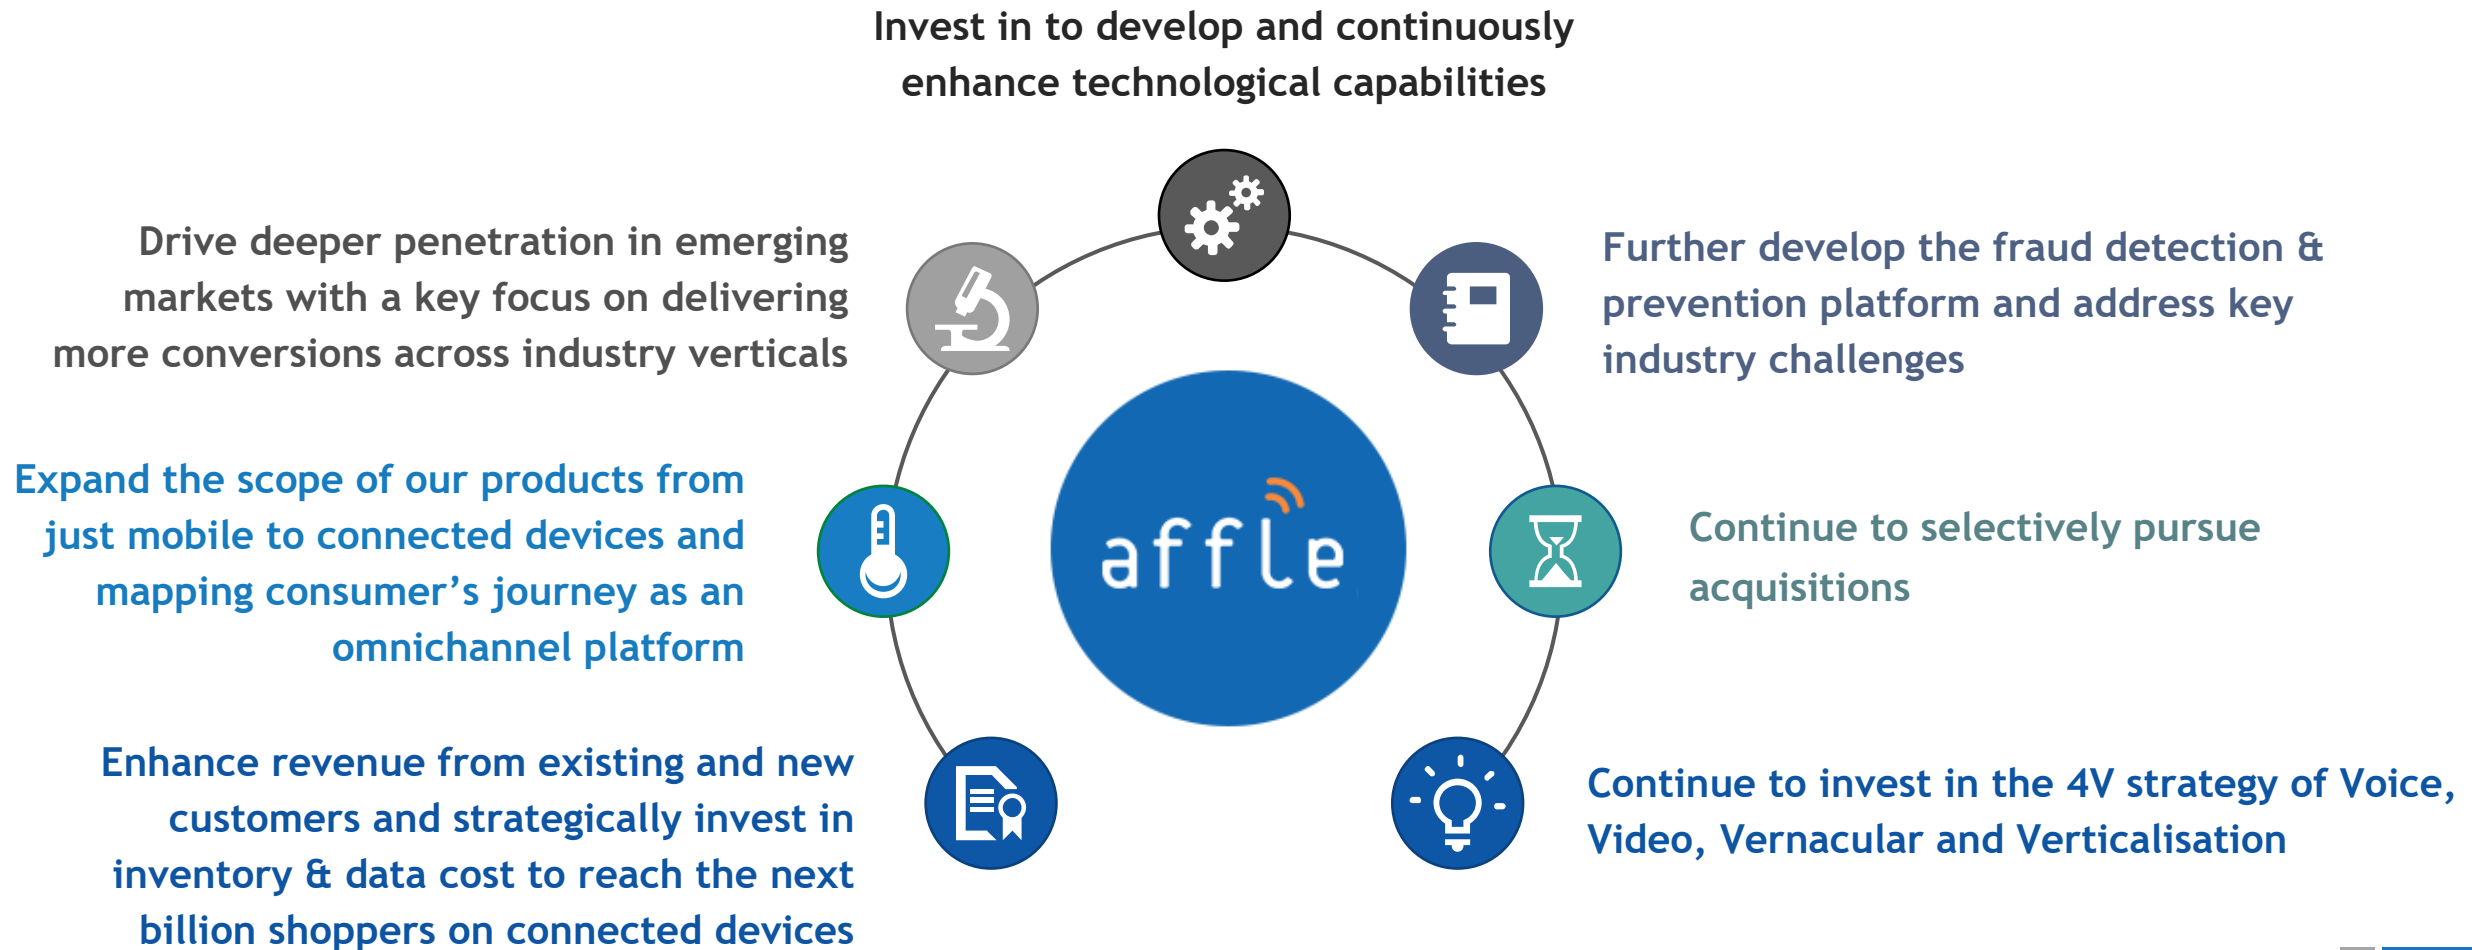 Invest in to develop and continuously
enhance technological capabilities
Drive deeper penetration in emerging
markets with a key focus on delivering
more conversions across industry verticals
Further develop the fraud detection &
prevention platform and address key
industry challenges
Expand the scope of our products from
just mobile to connected devices and
mapping consumer’s journey as an
omnichannel platform
affle
Continue to selectively pursue
acquisitions
Enhance revenue from existing and new
customers and strategically invest in
inventory & data cost to reach the next
billion shoppers on connected devices
Continue to invest in the 4V strategy of Voice,
Video, Vernacular and Verticalisation